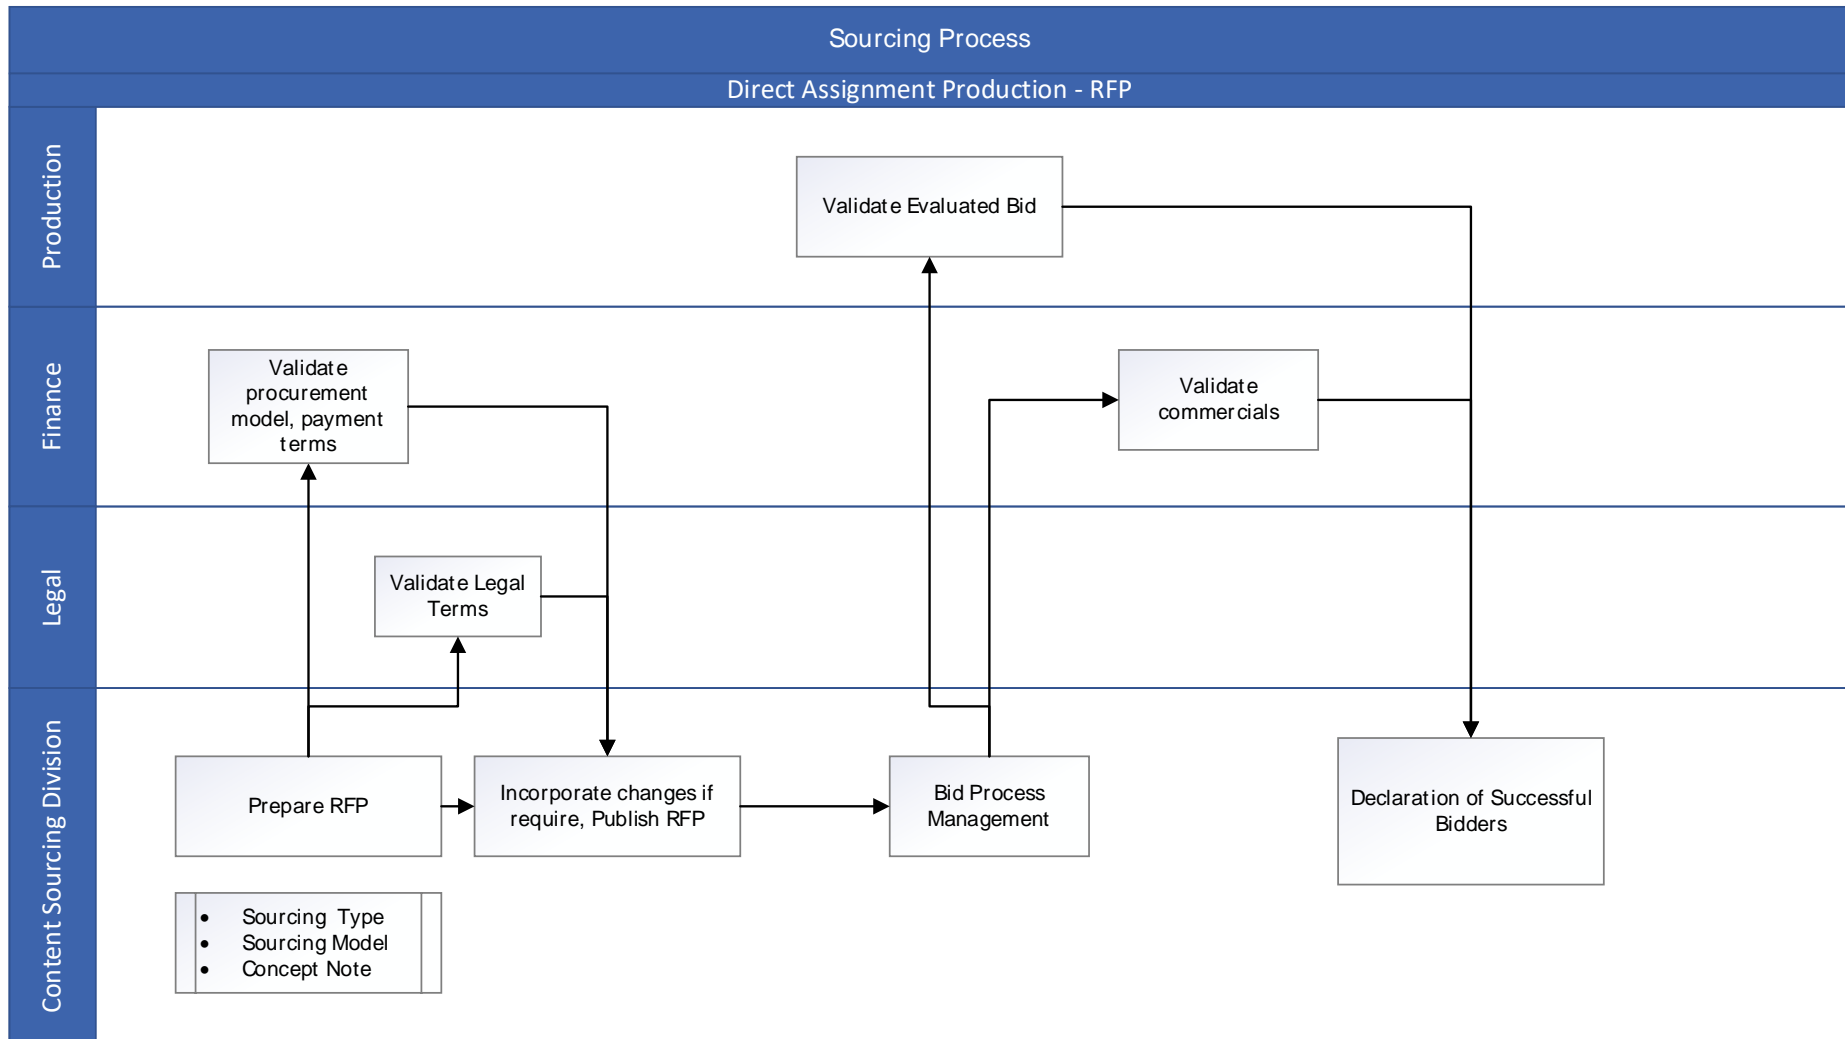 Sourcing Process
Direct Assignment Production - RFP
Production
Validate Evaluated Bid
Finance
Validate
procurement
model, payment
terms
Validate
commercials
Legal
Validate Legal
Terms
Content Sourcing Division
Prepare RFP
Incorporate changes if
require, Publish RFP
Bid Process
Management
Declaration of Successful
Bidders
• Sourcing Type
• Sourcing Model
• Concept Note